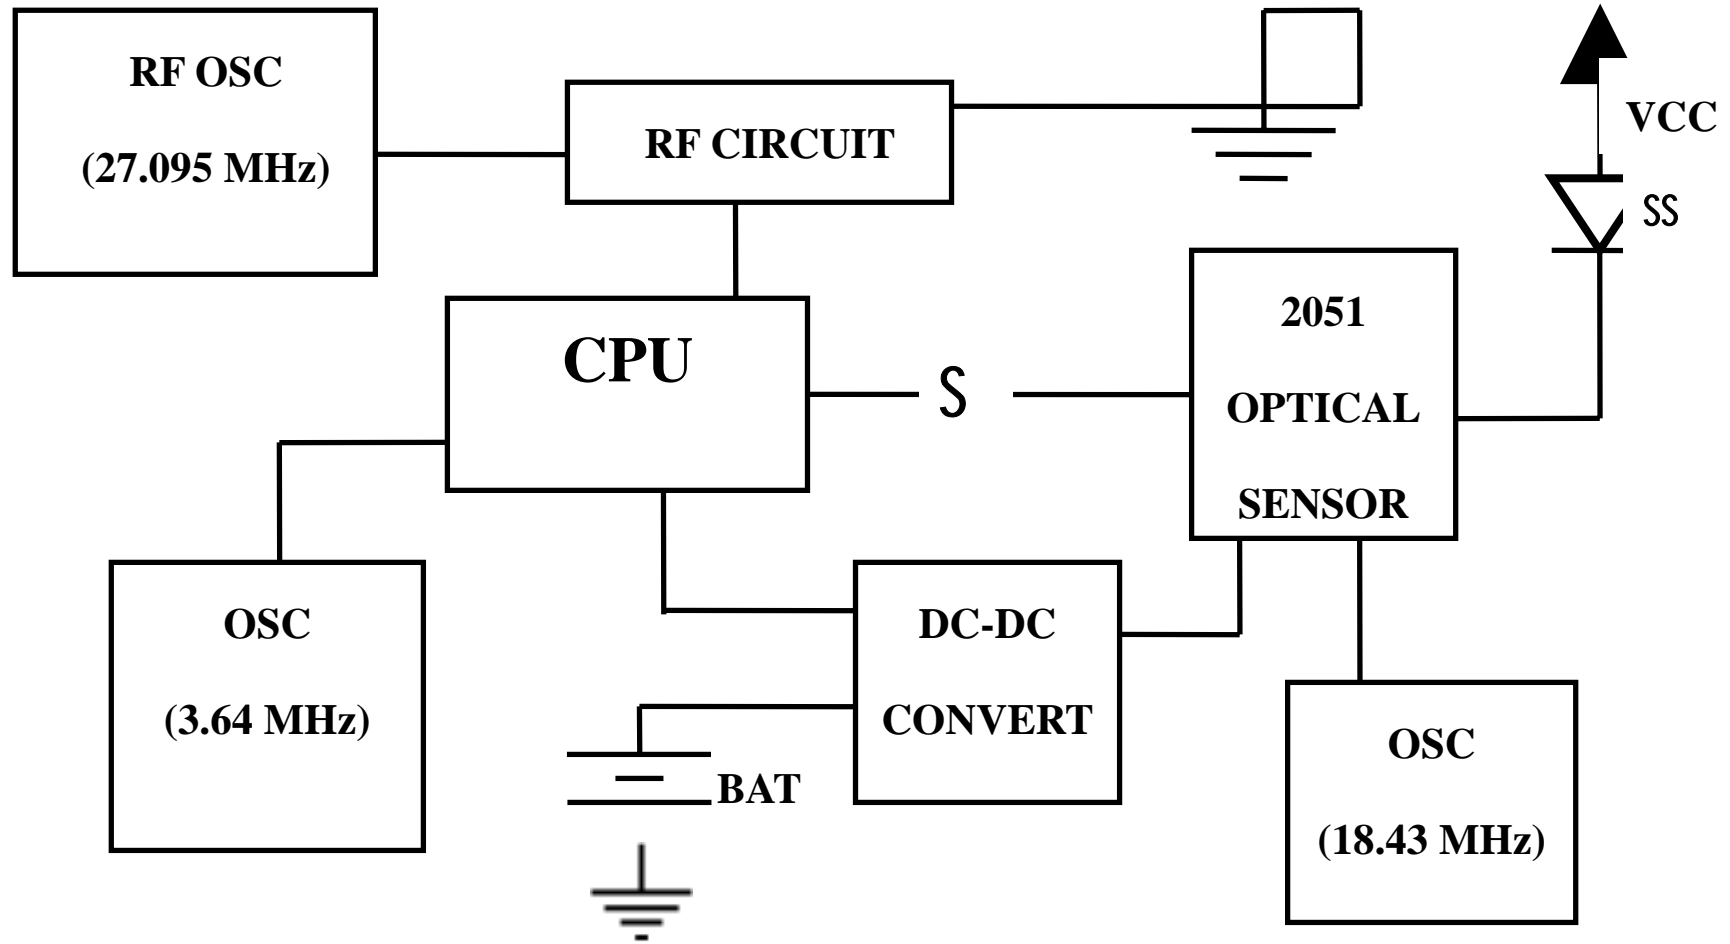 RF OSC
(27.095 MHz)
RF CIRCUIT
VCC
SS
CPU
S
2051
OPTICAL
SENSOR
OSC
(3.64 MHz)
DC-DC
CONVERT
BAT
OSC
(18.43 MHz)